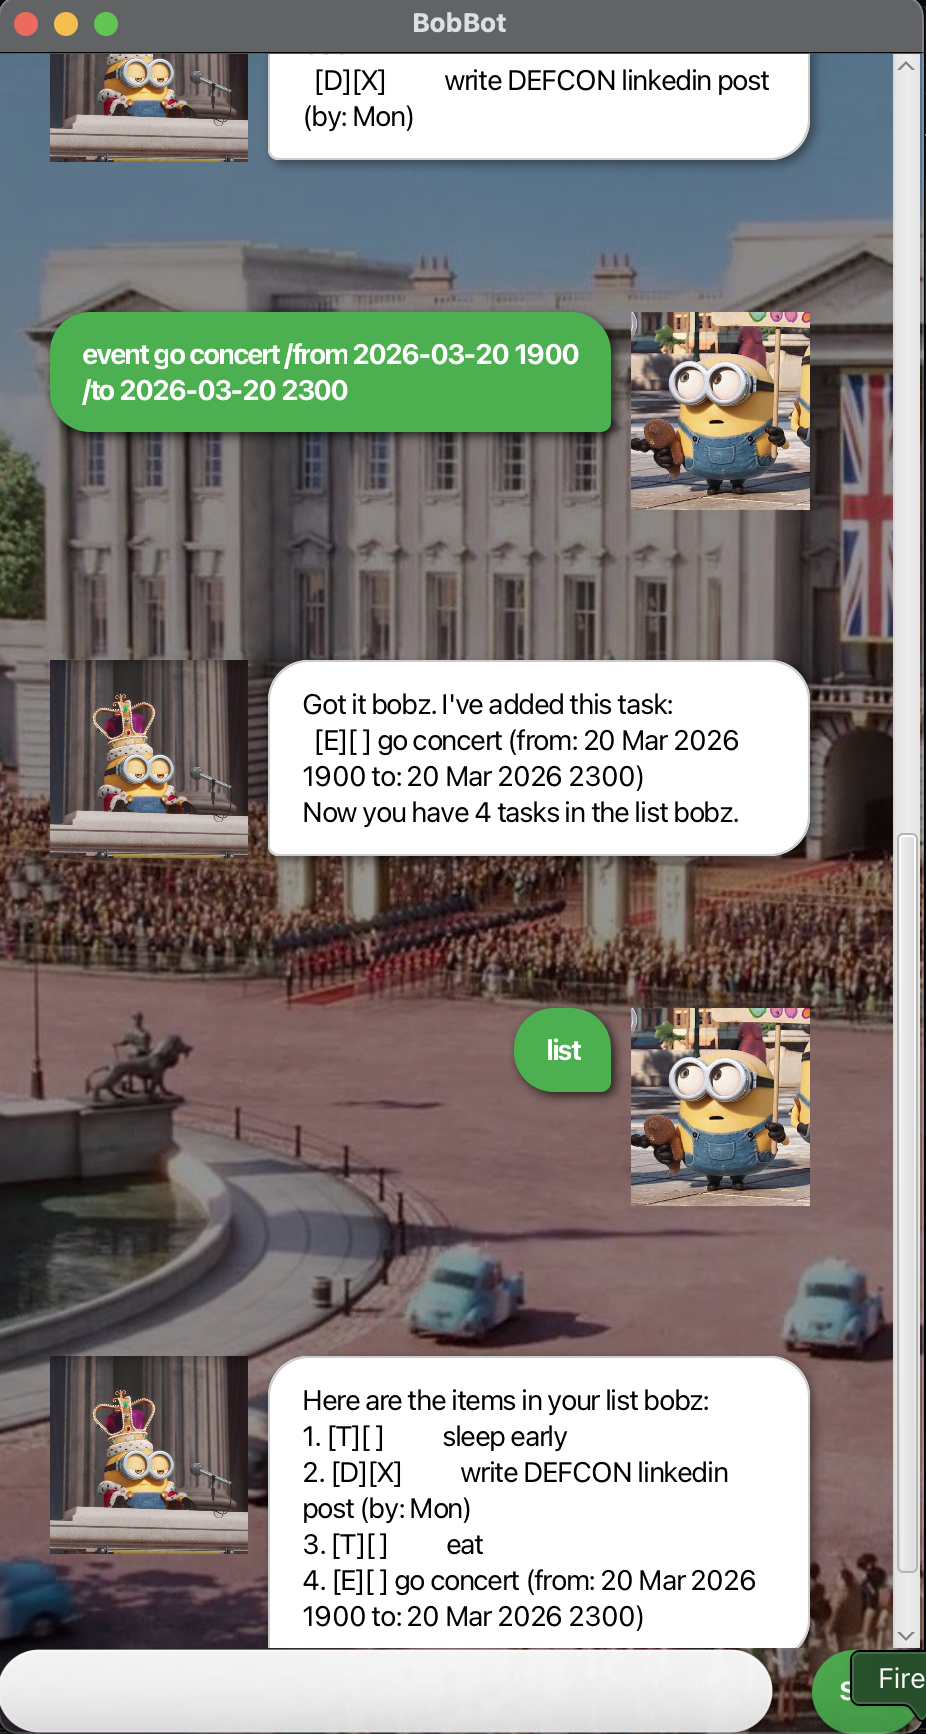 BobBot
[D][X] write DEFCON linkedin post
(by: Mon)
event go concert /from 2026-03-20 1900
/to 2026-03-20 2300
Got it bobz. I've added this task:
[E][ ] go concert (from: 20 Mar 2026
1900 to: 20 Mar 2026 2300)
Now you have 4 tasks in the list bobz.
list
Here are the items in your list bobz:
1. [T][ ] sleep early
2. [D][X] write DEFCON linkedin
post (by: Mon)
3. [T][ ] eat
4. [E][ ] go concert (from: 20 Mar 2026
1900 to: 20 Mar 2026 2300)
Fire